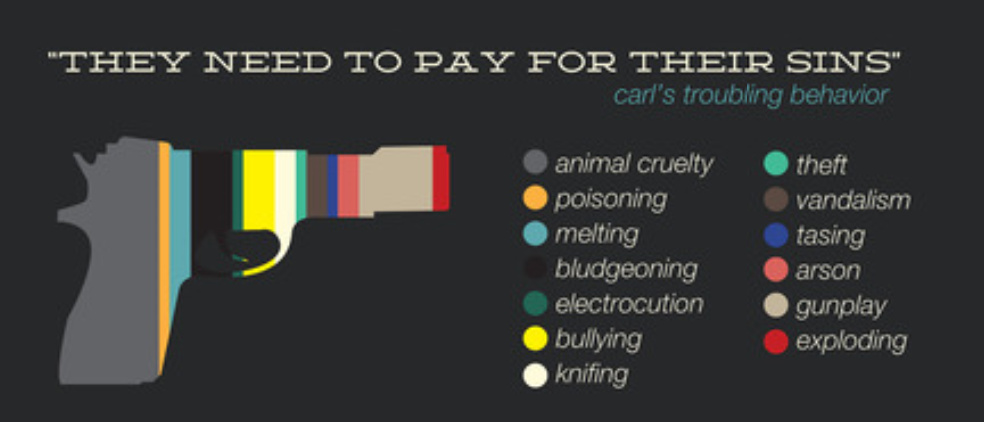 "THEY NEED TO PAY FOR THEIR SINS"
carl's troubling behavior
animal cruelty
poisoning
melting
bludgeoning
electrocution
bullying
knifing
theft
vandalism
tasing
arson
gunplay
exploding